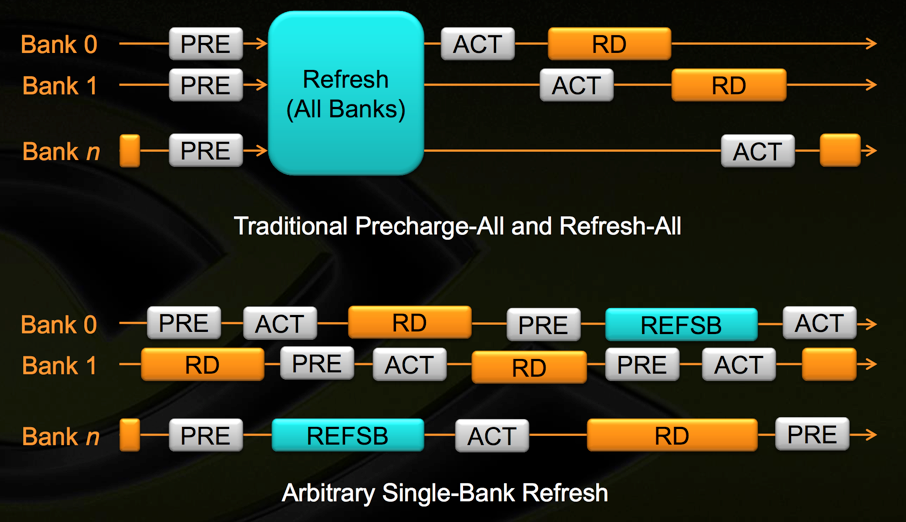 Bank 0 PRE ACT RD
Bank 1 PRE Refresh (All Banks) ACT RD
Bank n PRE ACT
Traditional Precharge-All and Refresh-All
Bank 0 PRE ACT RD PRE REFSB ACT
Bank 1 RD PRE ACT RD PRE ACT
Bank n PRE REFSB ACT RD PRE
Arbitrary Single-Bank Refresh